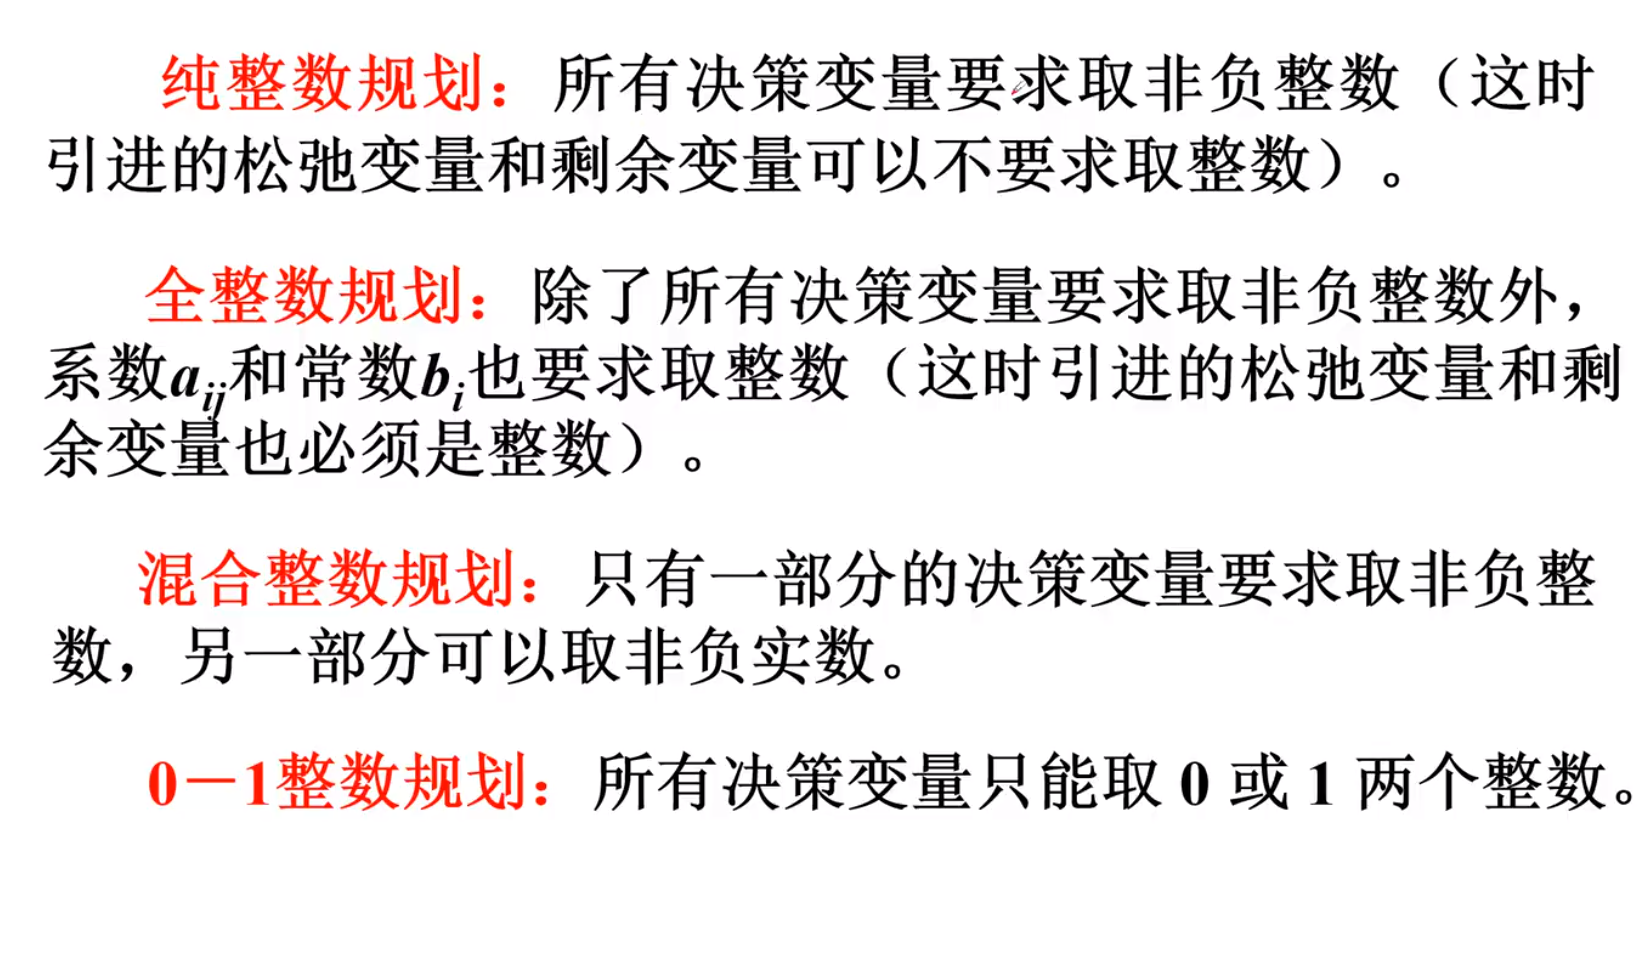 纯整数规划：所有决策变量要求取非负整数（这时
引进的松弛变量和剩余变量可以不要求取整数）。
全整数规划：除了所有决策变量要求取非负整数外，
系数aij和常数bi也要求取整数（这时引进的松弛变量和剩
余变量也必须是整数）。
混合整数规划：只有一部分的决策变量要求取非负整
数，另一部分可以取非负实数。
0－1整数规划：所有决策变量只能取 0 或 1 两个整数。